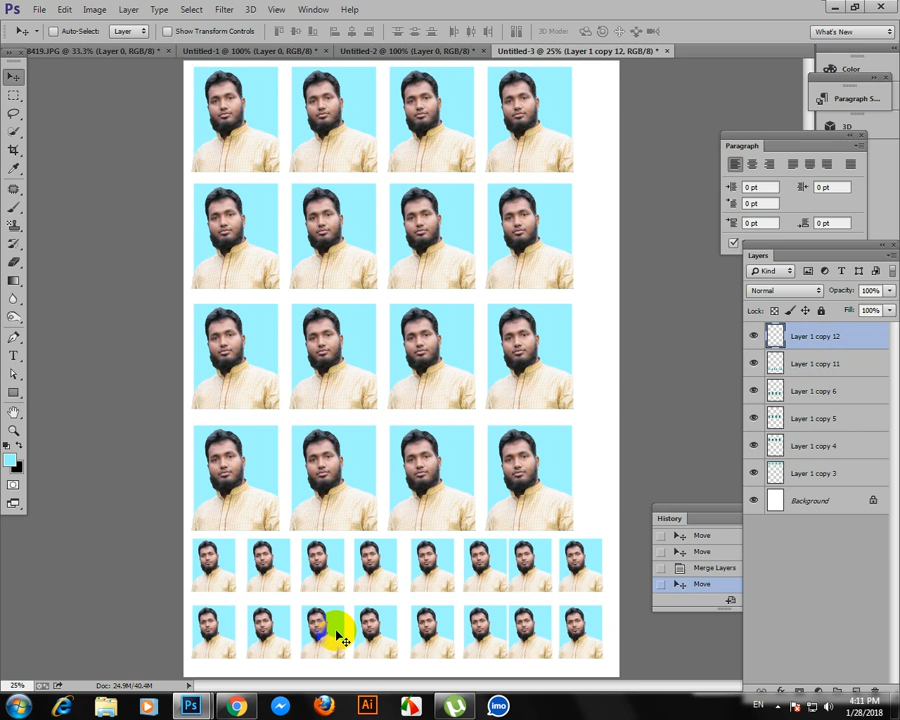 Ps File Edit Image Layer Type Select Filter 3D View Window Help
Auto-Select: Show Transform Controls 3D Mode: What's New
8419.JPG @ 33.3% (Layer 0, RGB/8) * × Untitled-1 @ 100% (Layer 0, RGB/8) * × Untitled-2 @ 100% (Layer 0, RGB/8) * × Untitled-3 @ 25% (Layer 1 copy 12, RGB/8) * ×
Color
Paragraph S...
3D
Paragraph
0 pt 0 pt
0 pt
0 pt 0 pt
Layers
Kind
Normal Opacity: 100%
Lock: Fill: 100%
Layer 1 copy 12
Layer 1 copy 11
Layer 1 copy 6
Layer 1 copy 5
Layer 1 copy 4
Layer 1 copy 3
Background
History
Move
Move
Merge Layers
Move
25% Doc: 24.9M/40.4M
Ps Ai imo EN 4:11 PM
1/28/2018